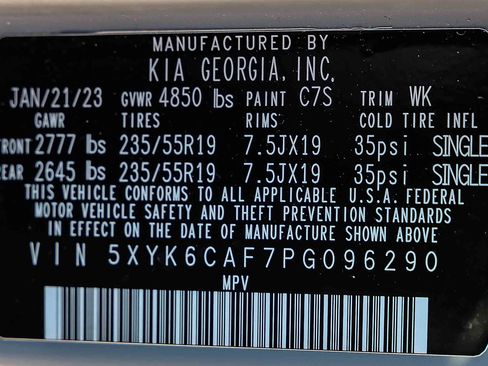 MANUFACTURED BY
KIA GEORGIA, INC.
JAN/21/23 GVWR 4850 lbs PAINT C7S TRIM WK
GAWR TIRES RIMS COLD TIRE INFL
FRONT 2777 lbs 235/55R19 7.5JX19 35psi SINGLE
REAR 2645 lbs 235/55R19 7.5JX19 35psi SINGLE
THIS VEHICLE CONFORMS TO ALL APPLICABLE U.S.A. FEDERAL
MOTOR VEHICLE SAFETY AND THEFT PREVENTION STANDARDS
IN EFFECT ON THE DATE OF MANUFACTURE SHOWN ABOVE
VIN 5XYK6CAF7PG096290
MPV